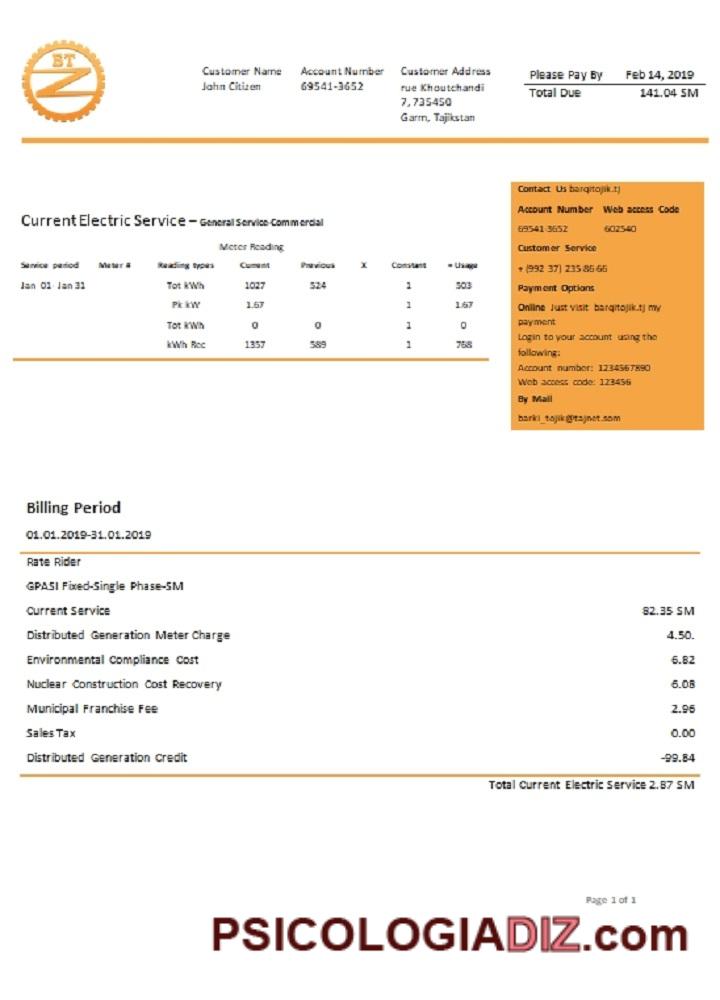 BT
Customer Name Account Number Customer Address
John Citizen 69541-3652 rue Khoutchandi
7, 735450
Garm, Tajikstan
Please Pay By Feb 14, 2019
Total Due 141.04 SM
Contact Us barqitojik.tj
Account Number Web access Code
69541-3652 602540
Customer Service
+ (992 37) 235-86-66
Payment Options
Online Just visit barqitojik.tj my
payment
Login to your account using the
following:
Account number: 1234567890
Web access code: 123456
By Mail
barki_tojik@tajnet.som
Current Electric Service – General Service-Commercial
Meter Reading
Service period Meter # Reading types Current Previous X Constant = Usage
Jan 01- Jan 31 Tot kWh 1027 524 1 503
Pk kW 1.67 1 1.67
Tot kWh 0 0 1 0
kWh Rec 1357 589 1 768
Billing Period
01.01.2019-31.01.2019
Rate Rider
GPASI Fixed-Single Phase-SM
Current Service 82.35 SM
Distributed Generation Meter Charge 4.50.
Environmental Compliance Cost 6.82
Nuclear Construction Cost Recovery 6.08
Municipal Franchise Fee 2.96
Sales Tax 0.00
Distributed Generation Credit -99.84
Total Current Electric Service 2.87 SM
Page 1 of 1
PSICOLOGIADIZ.com